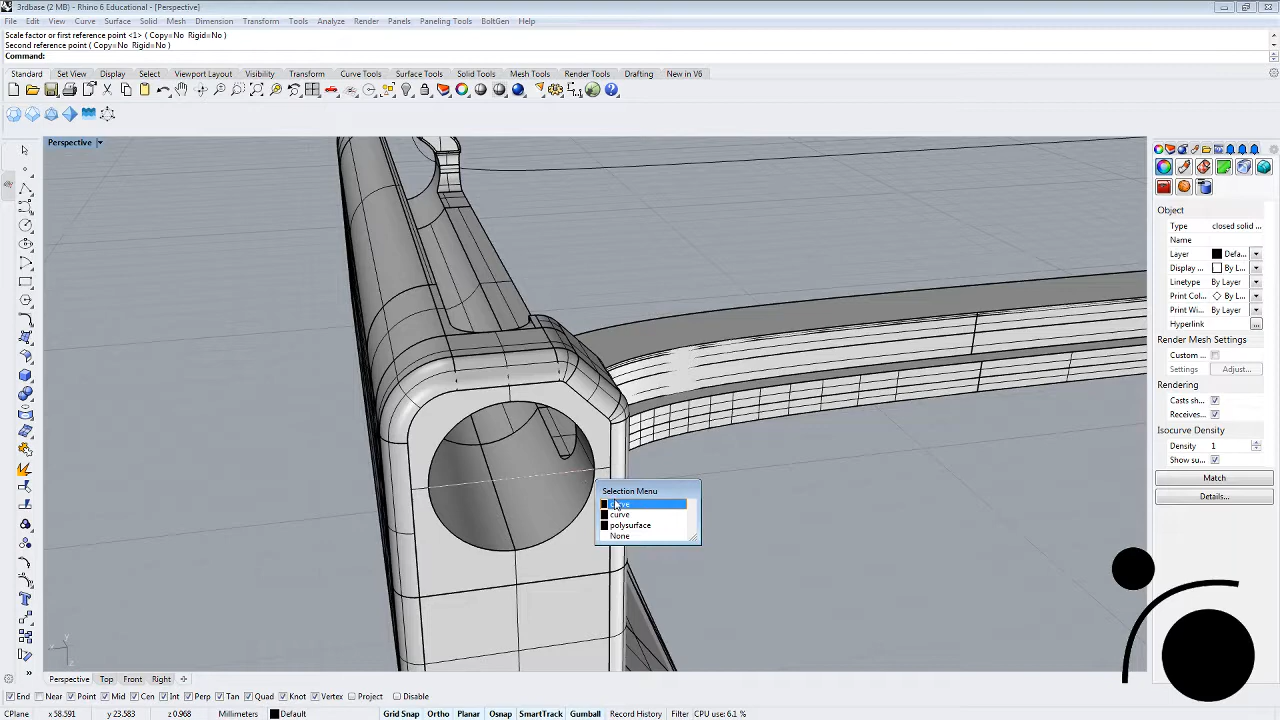 3rdbase (2 MB) - Rhino 6 Educational - [Perspective]
File Edit View Curve Surface Solid Mesh Dimension Transform Tools Analyze Render Panels Paneling Tools BoltGen Help
Scale factor or first reference point <1> ( Copy=No Rigid=No )
Second reference point ( Copy=No Rigid=No )
Command:
Standard Set View Display Select Viewport Layout Visibility Transform Curve Tools Surface Tools Solid Tools Mesh Tools Render Tools Drafting New in V6
Perspective
Object
Type closed solid ...
Name
Layer Defa...
Display ... By L...
Linetype By Layer
Print Col... By L...
Print Wi... By Layer
Hyperlink ...
Render Mesh Settings
Custom ...
Settings Adjust...
Rendering
Casts sh...
Receives...
Isocurve Density
Density 1
Show su...
Match
Details...
Selection Menu
curve
curve
polysurface
None
Perspective Top Front Right
End Near Point Mid Cen Int Perp Tan Quad Knot Vertex Project Disable
CPlane x 58.591 y 23.583 z 0.968 Millimeters Default Grid Snap Ortho Planar Osnap SmartTrack Gumball Record History Filter CPU use: 6.1 %